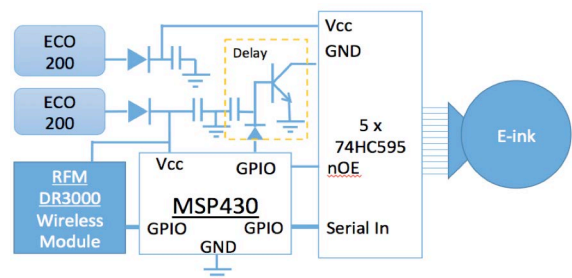 ECO
200
Vcc
GND
Delay
ECO
200
5 x
74HC595
E-ink
Vcc
GPIO
nOE
RFM
DR3000
Wireless
Module
MSP430
GPIO
GPIO
Serial In
GND